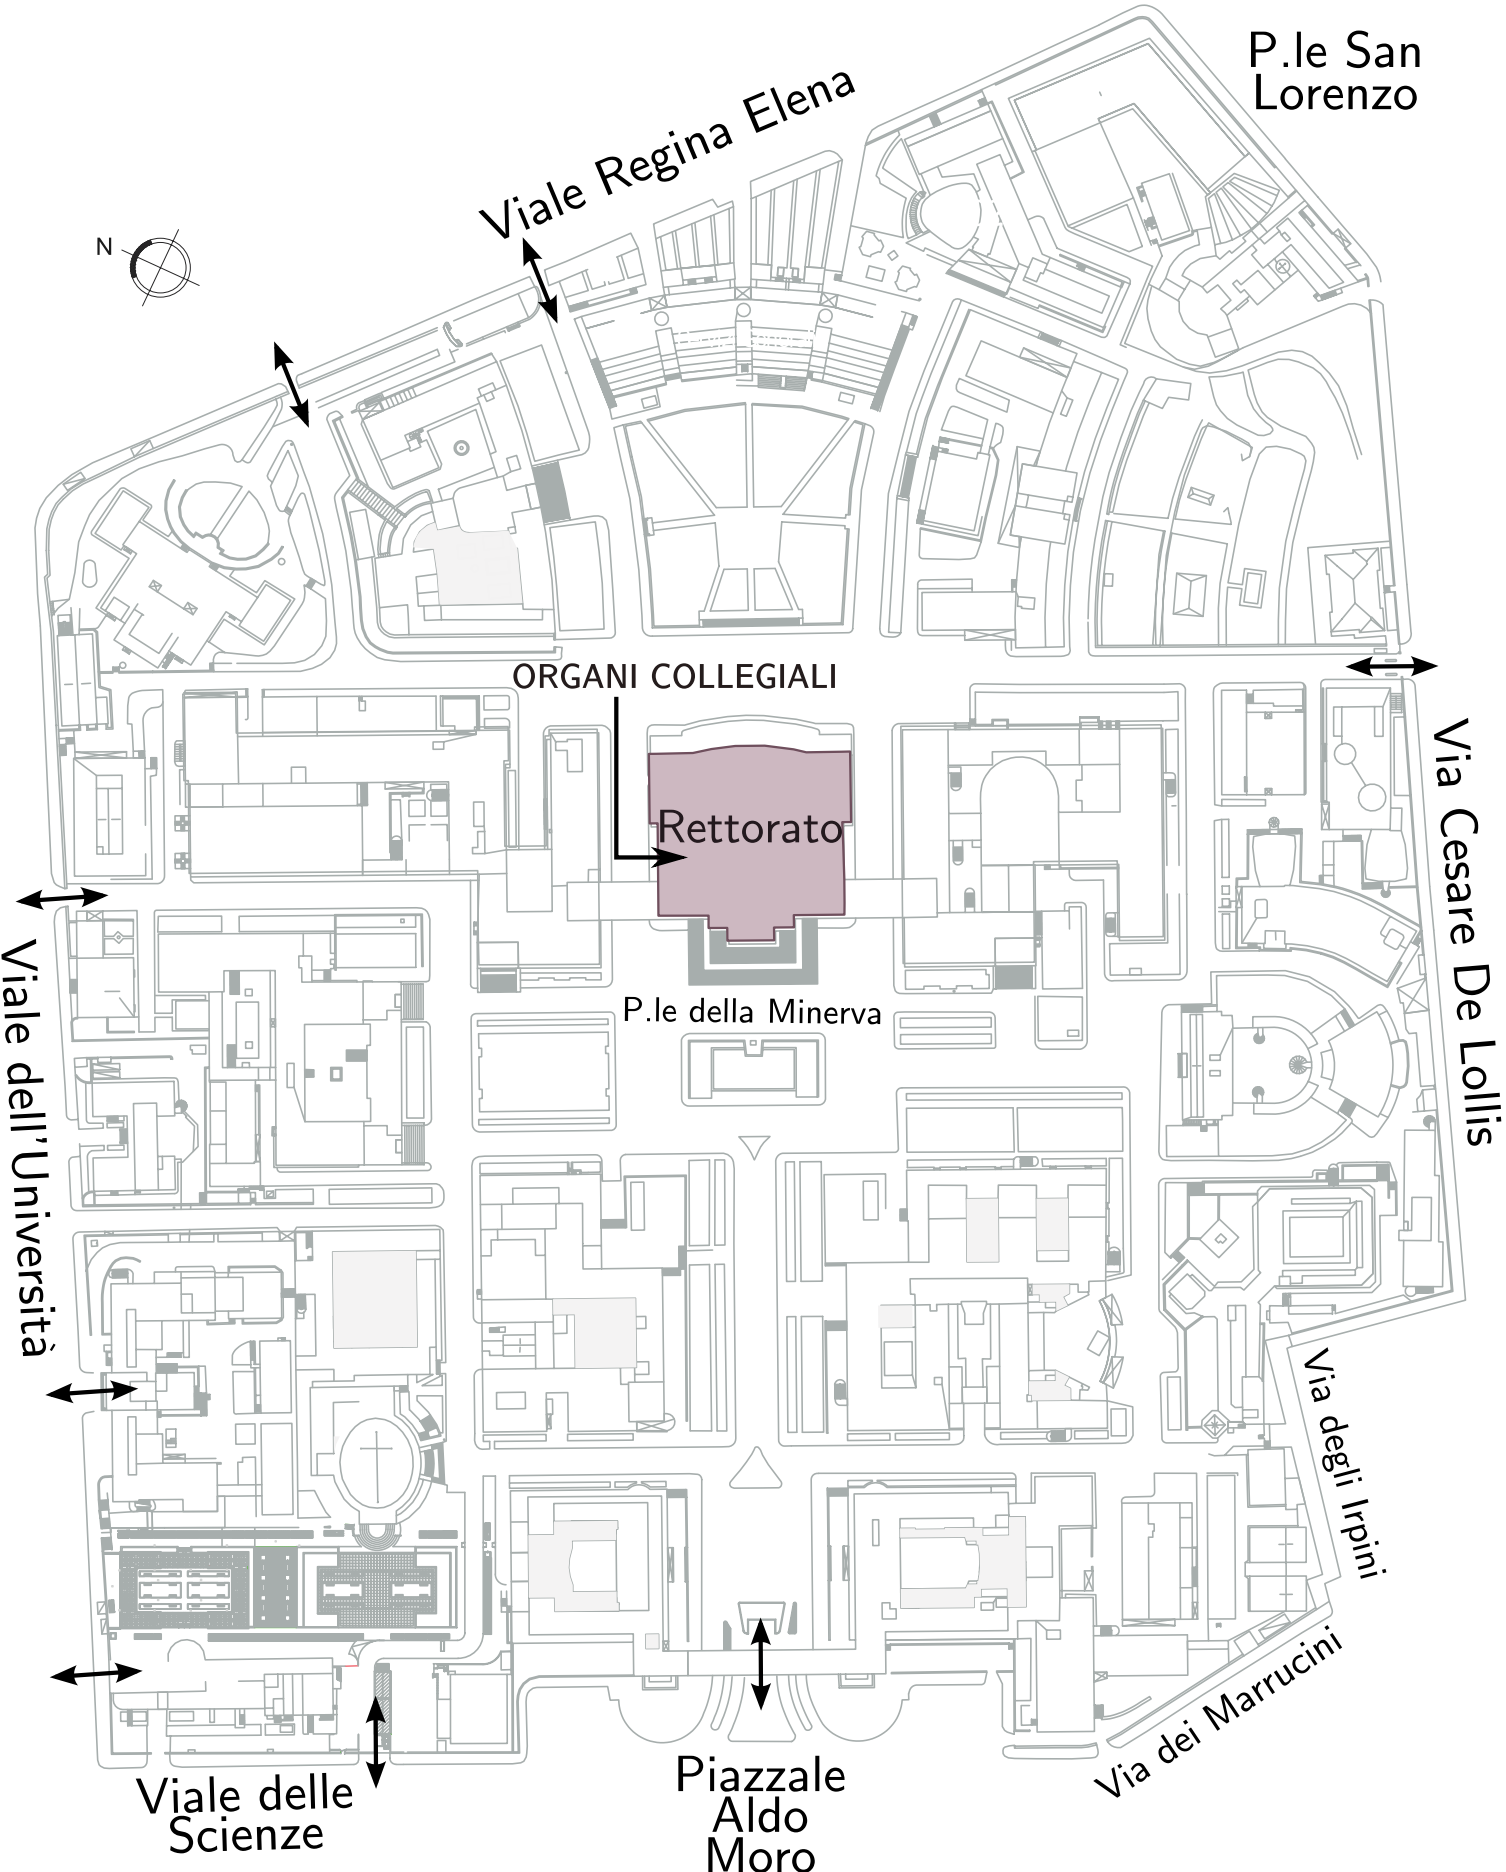 P.le San
Lorenzo
Viale Regina Elena
N
ORGANI COLLEGIALI
Rettorato
Via Cesare De Lollis
Viale dell'Università
P.le della Minerva
Via degli Irpini
Via dei Marrucini
Piazzale
Aldo
Moro
Viale delle
Scienze